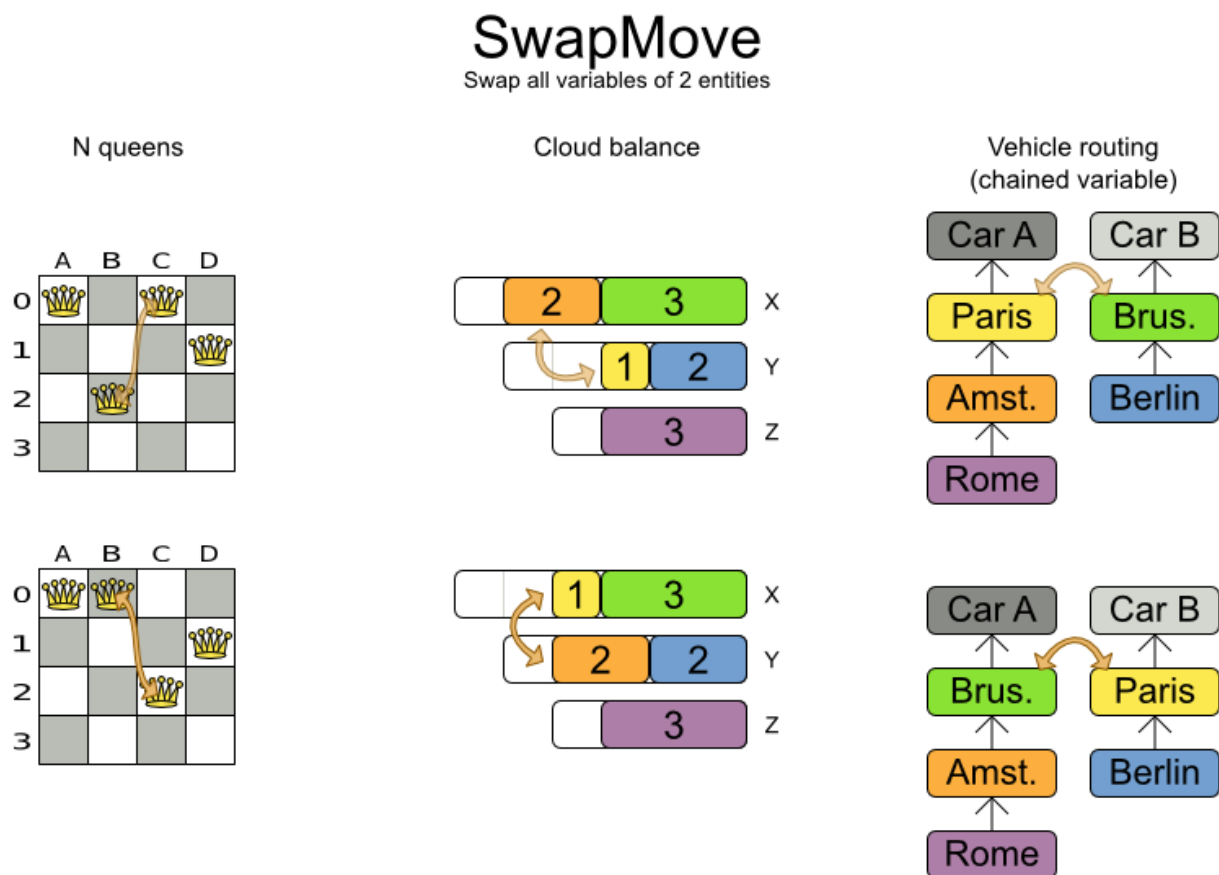 SwapMove
Swap all variables of 2 entities
N queens
Cloud balance
Vehicle routing
(chained variable)
A B C D
0
1
2
3
2 3 X
1 2 Y
3 Z
Car A Car B
Paris Brus.
Amst. Berlin
Rome
A B C D
0
1
2
3
1 3 X
2 2 Y
3 Z
Car A Car B
Brus. Paris
Amst. Berlin
Rome